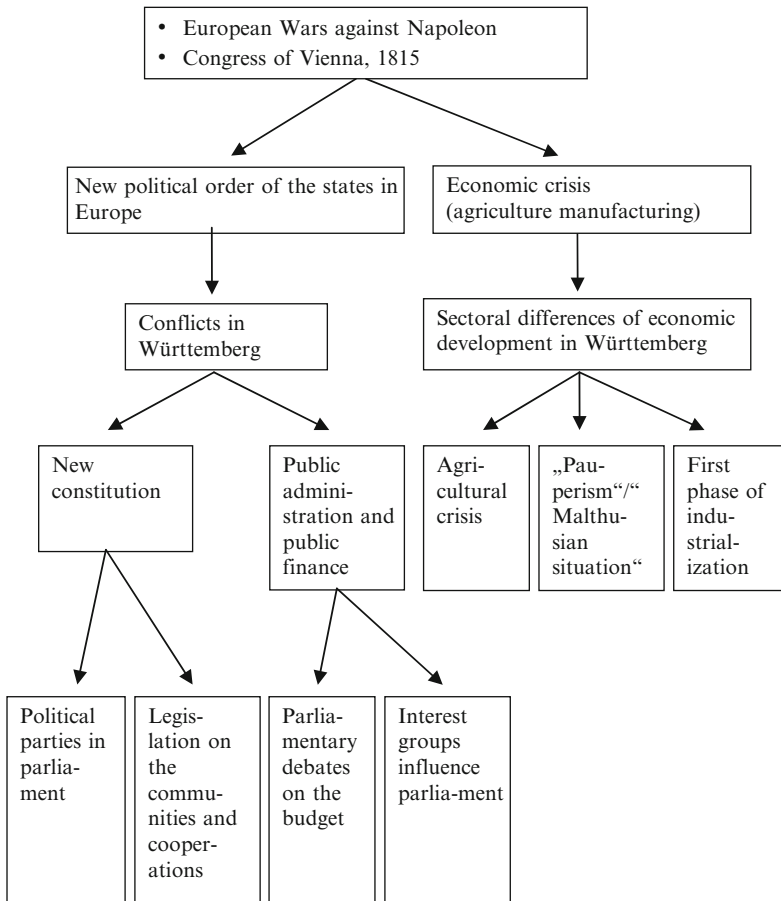 • European Wars against Napoleon
• Congress of Vienna, 1815
New political order of the states in
Europe
Economic crisis
(agriculture manufacturing)
Conflicts in
Württemberg
Sectoral differences of economic
development in Württemberg
New
constitution
Public
admini-
stration and
public
finance
Agri-
cultural
crisis
„Pau-
perism“/“
Malthu-
sian
situation“
First
phase of
indu-
strial-
ization
Political
parties in
parlia-
ment
Legis-
lation on
the
commu-
nities and
cooper-
ations
Parlia-
mentary
debates
on the
budget
Interest
groups
influence
parlia-ment